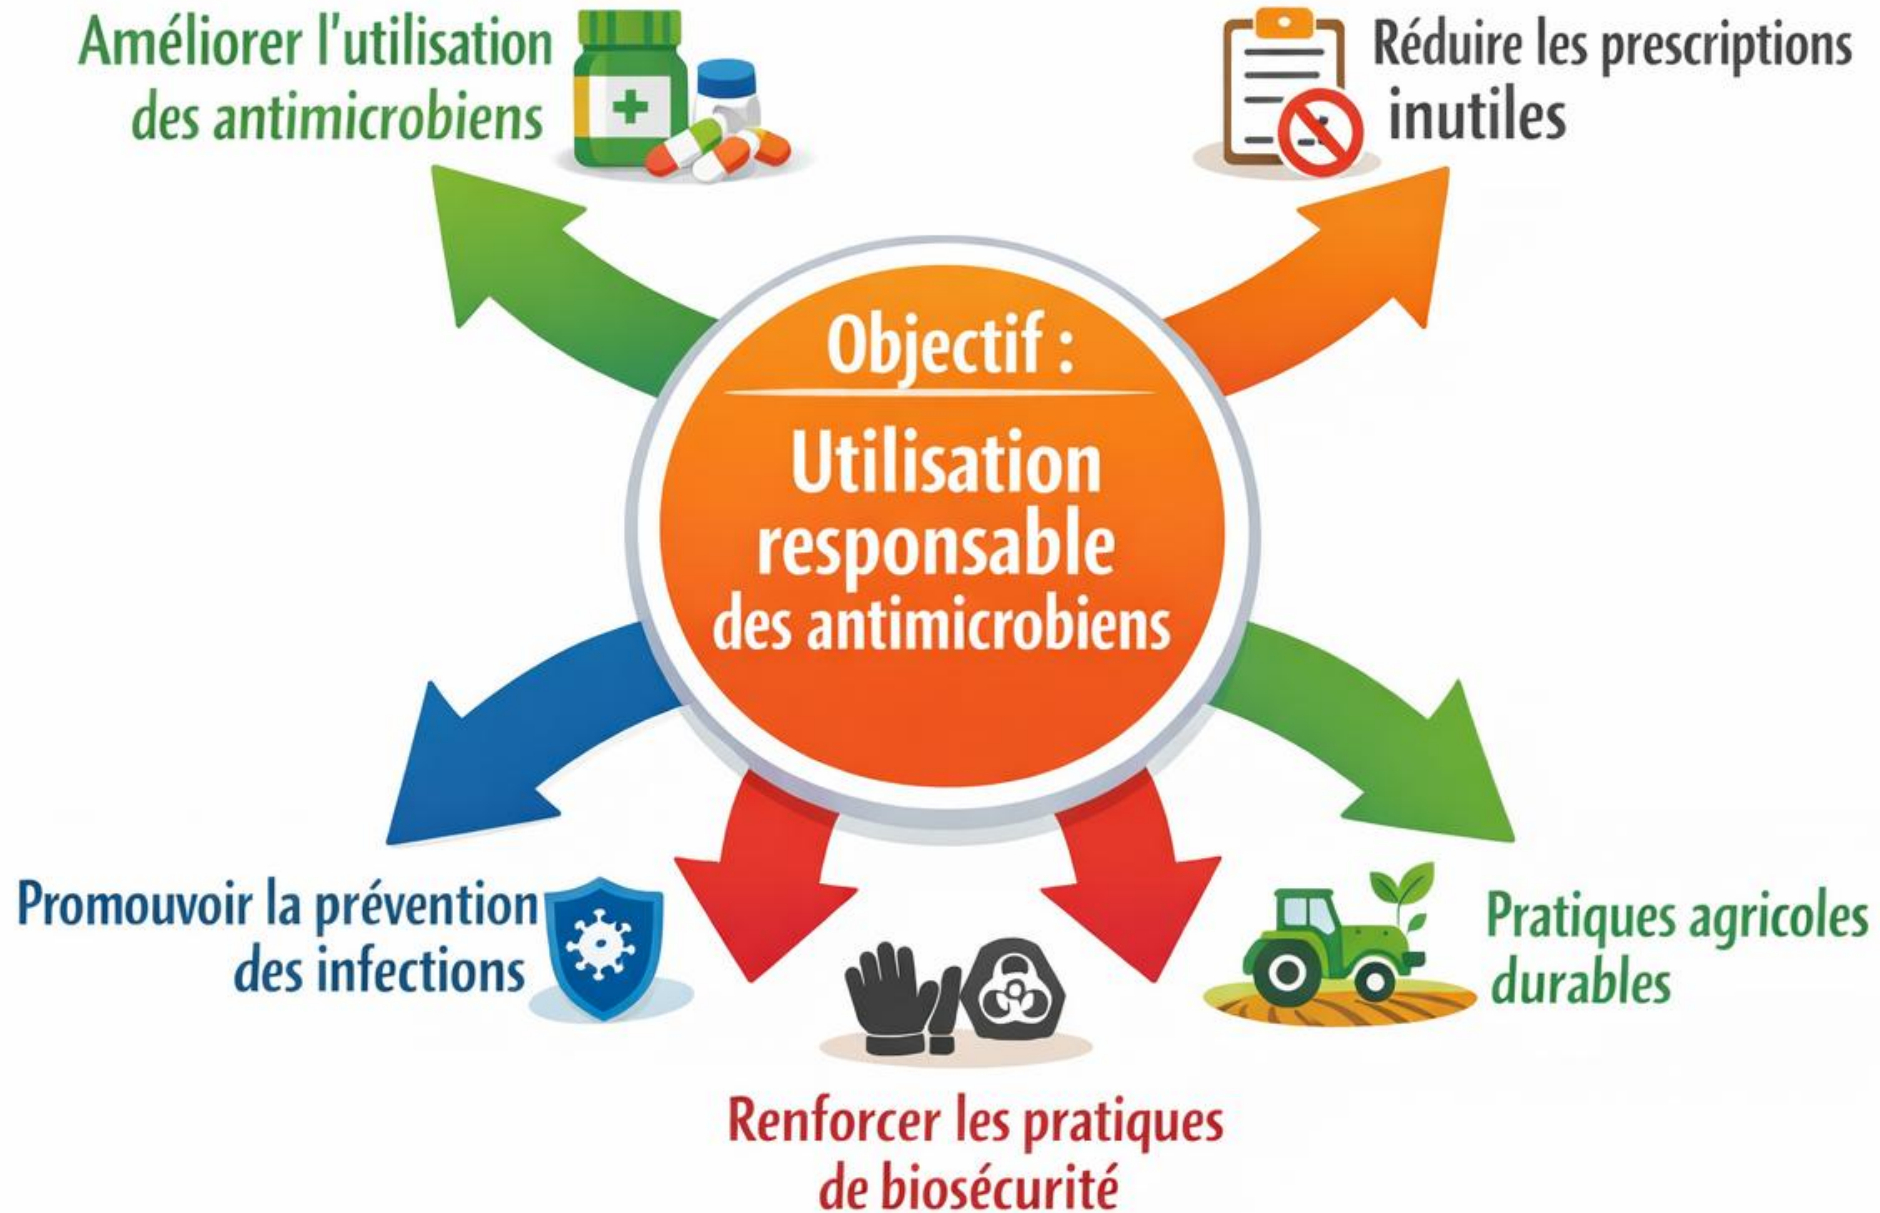 Améliorer l'utilisation
des antimicrobiens
Réduire les prescriptions
inutiles
Objectif :
Utilisation
responsable
des antimicrobiens
Promouvoir la prévention
des infections
Renforcer les pratiques
de biosécurité
Pratiques agricoles
durables